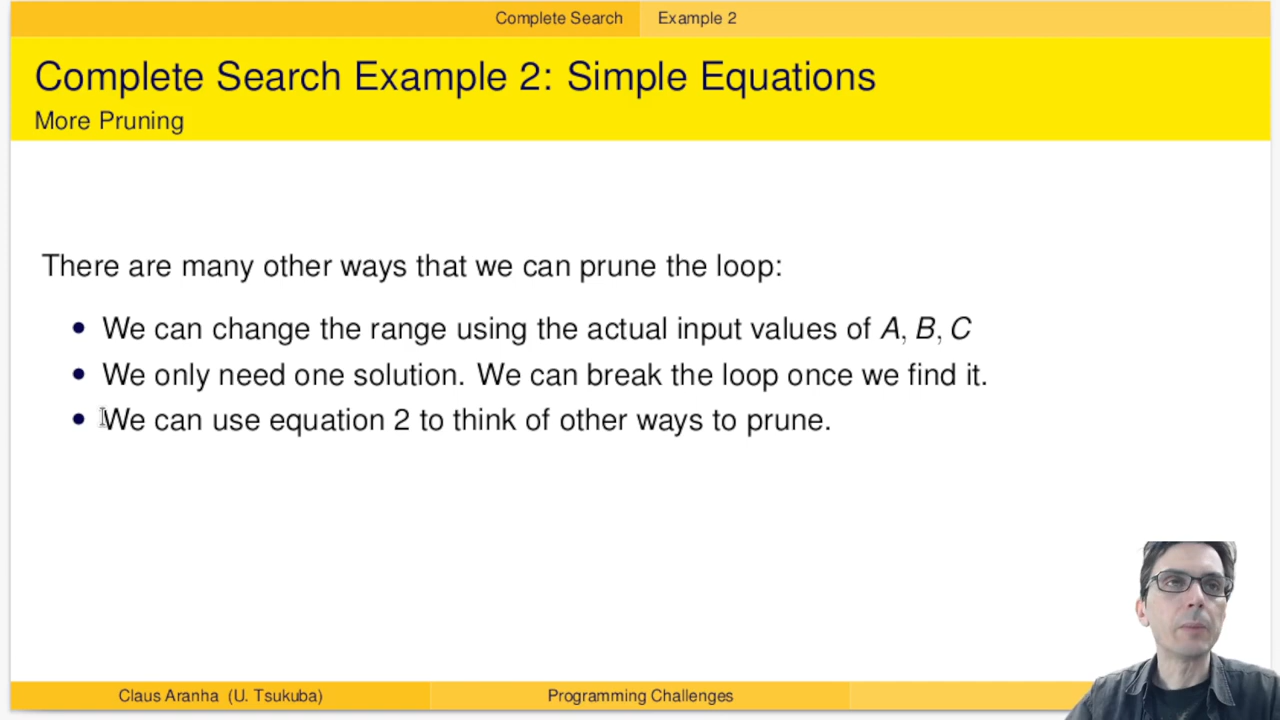 Complete Search Example 2
Complete Search Example 2: Simple Equations
More Pruning
There are many other ways that we can prune the loop:
• We can change the range using the actual input values of A, B, C
• We only need one solution. We can break the loop once we find it.
• We can use equation 2 to think of other ways to prune.
Claus Aranha (U. Tsukuba) Programming Challenges